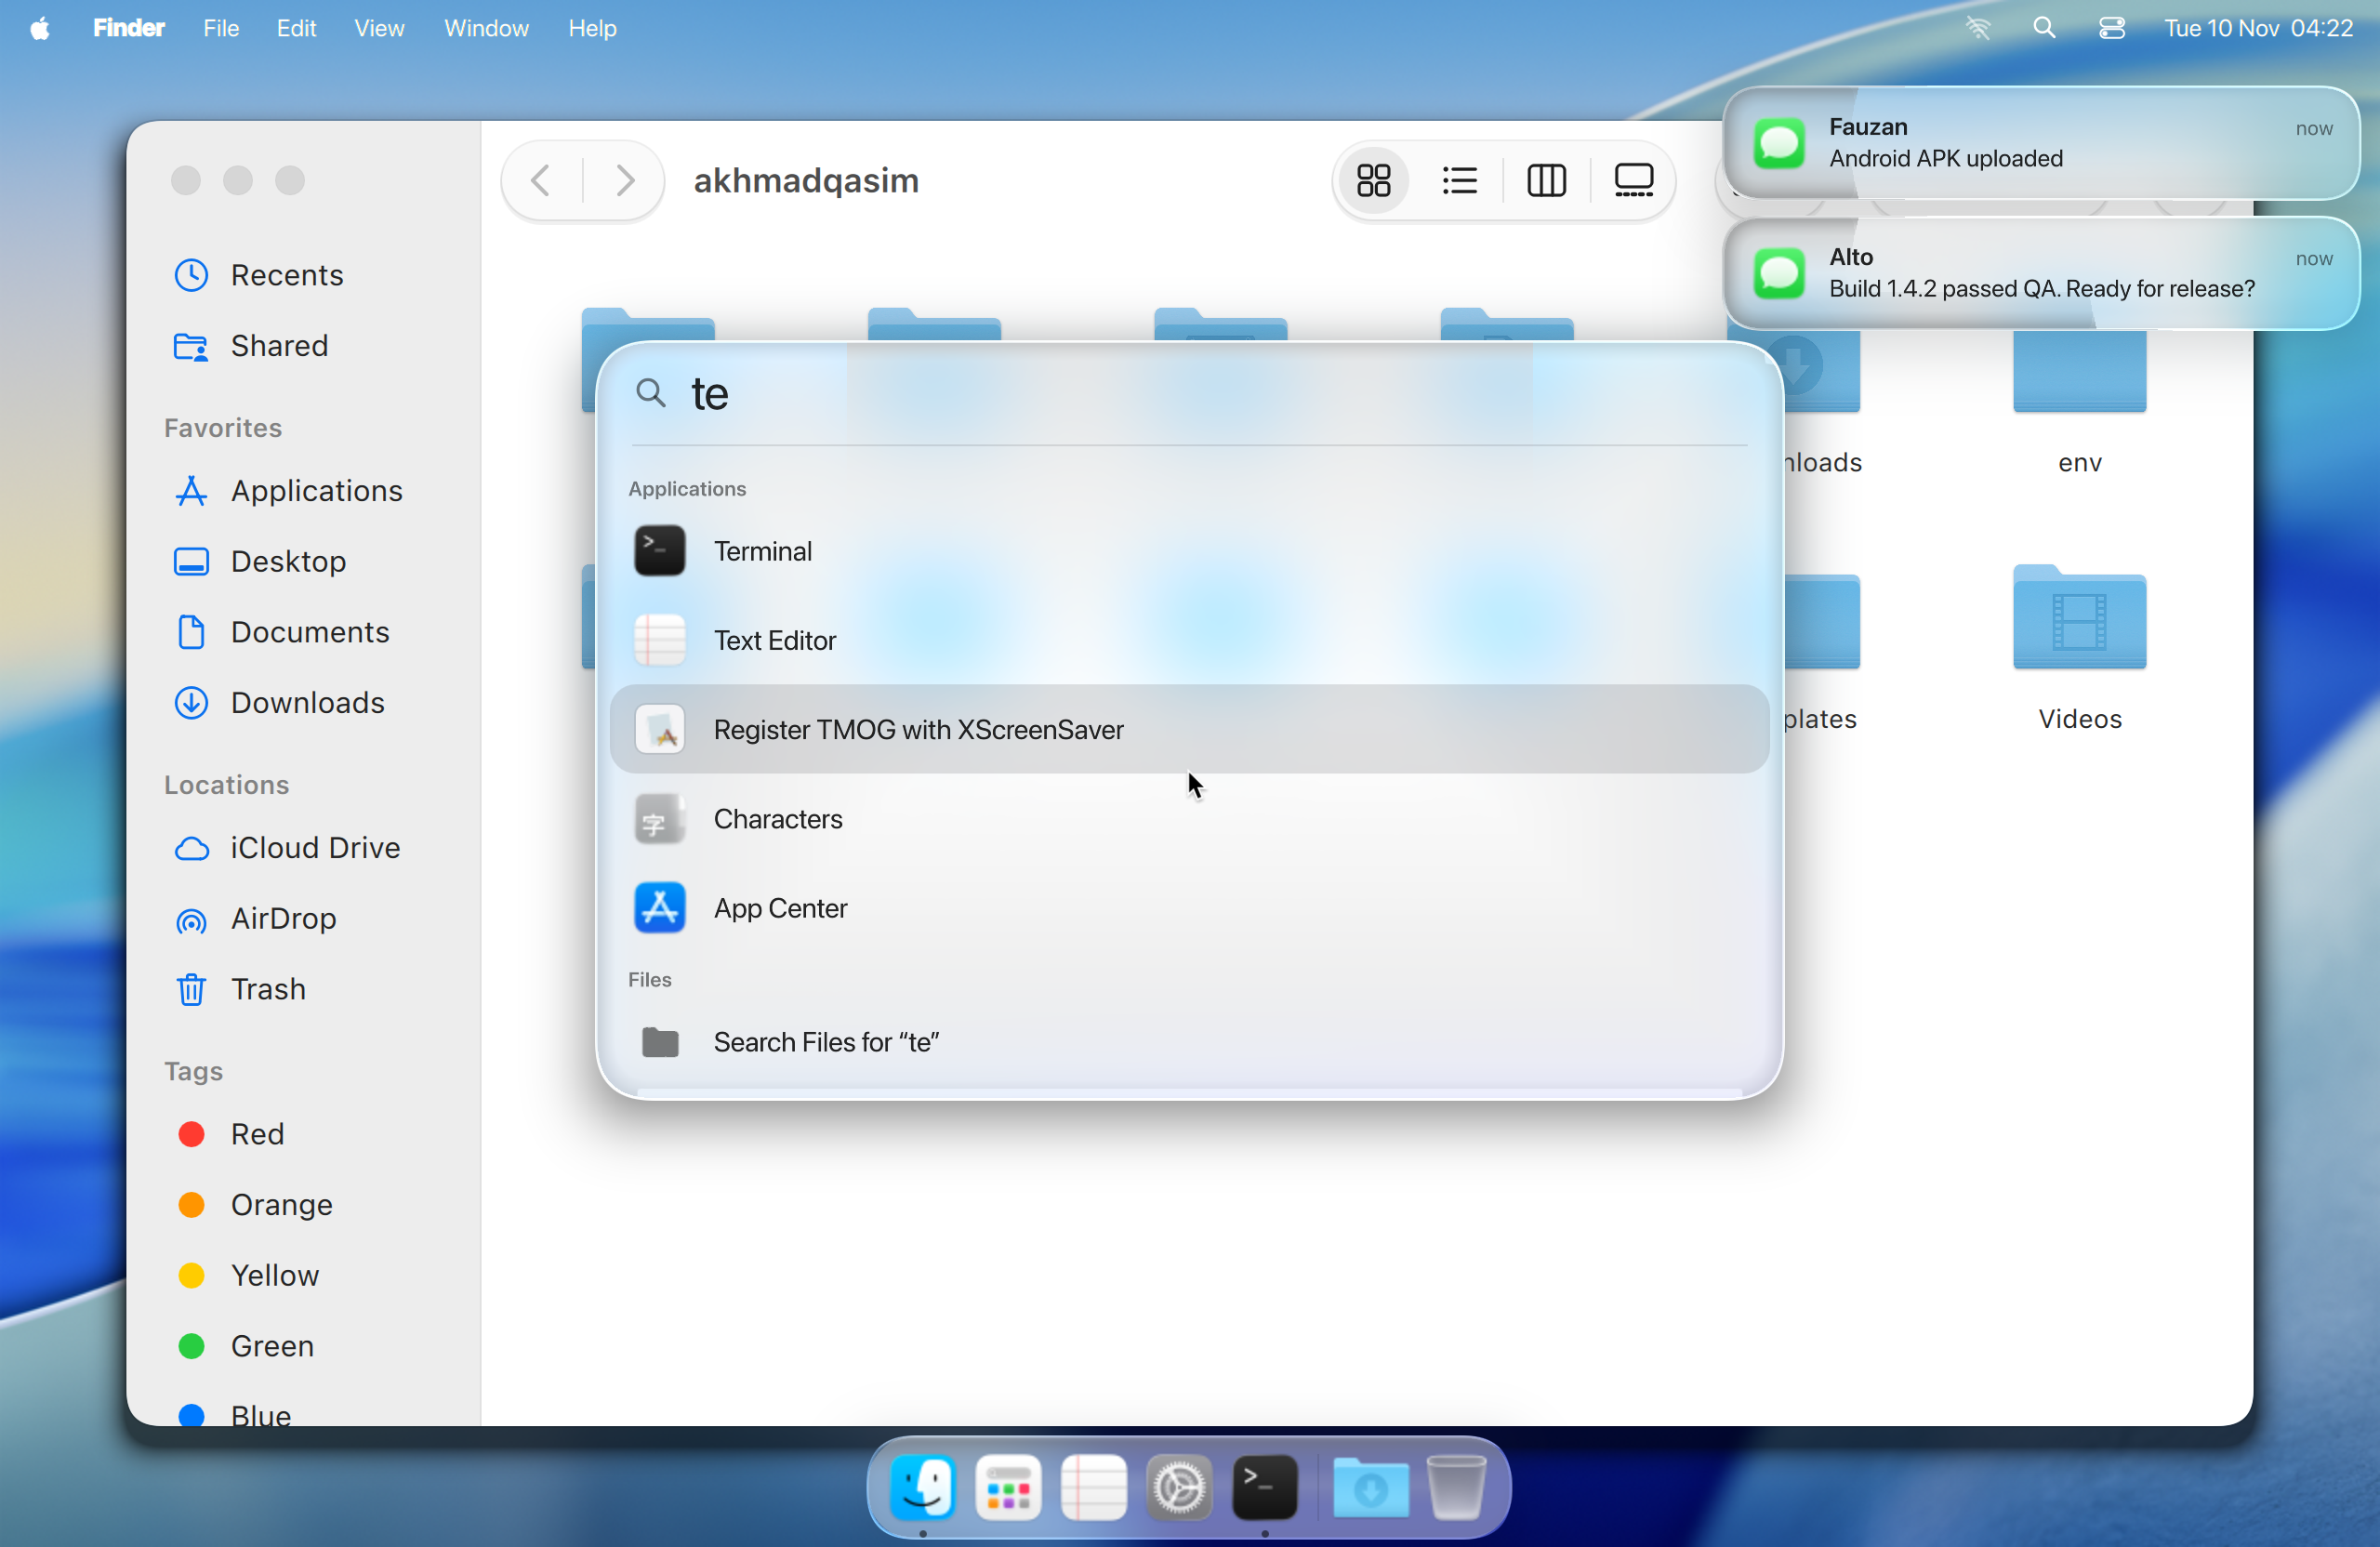 Finder File Edit View Window Help
Tue 10 Nov 04:22
akhmadqasim
Fauzan now
Android APK uploaded
Alto now
Build 1.4.2 passed QA. Ready for release?
Recents
Shared
Favorites
Applications
Desktop
Documents
Downloads
Locations
iCloud Drive
AirDrop
Trash
Tags
Red
Orange
Yellow
Green
Blue
te
Applications
>_ Terminal
Text Editor
Register TMOG with XScreenSaver
字 Characters
App Center
Files
Search Files for “te”
nloads
env
plates
Videos
>_